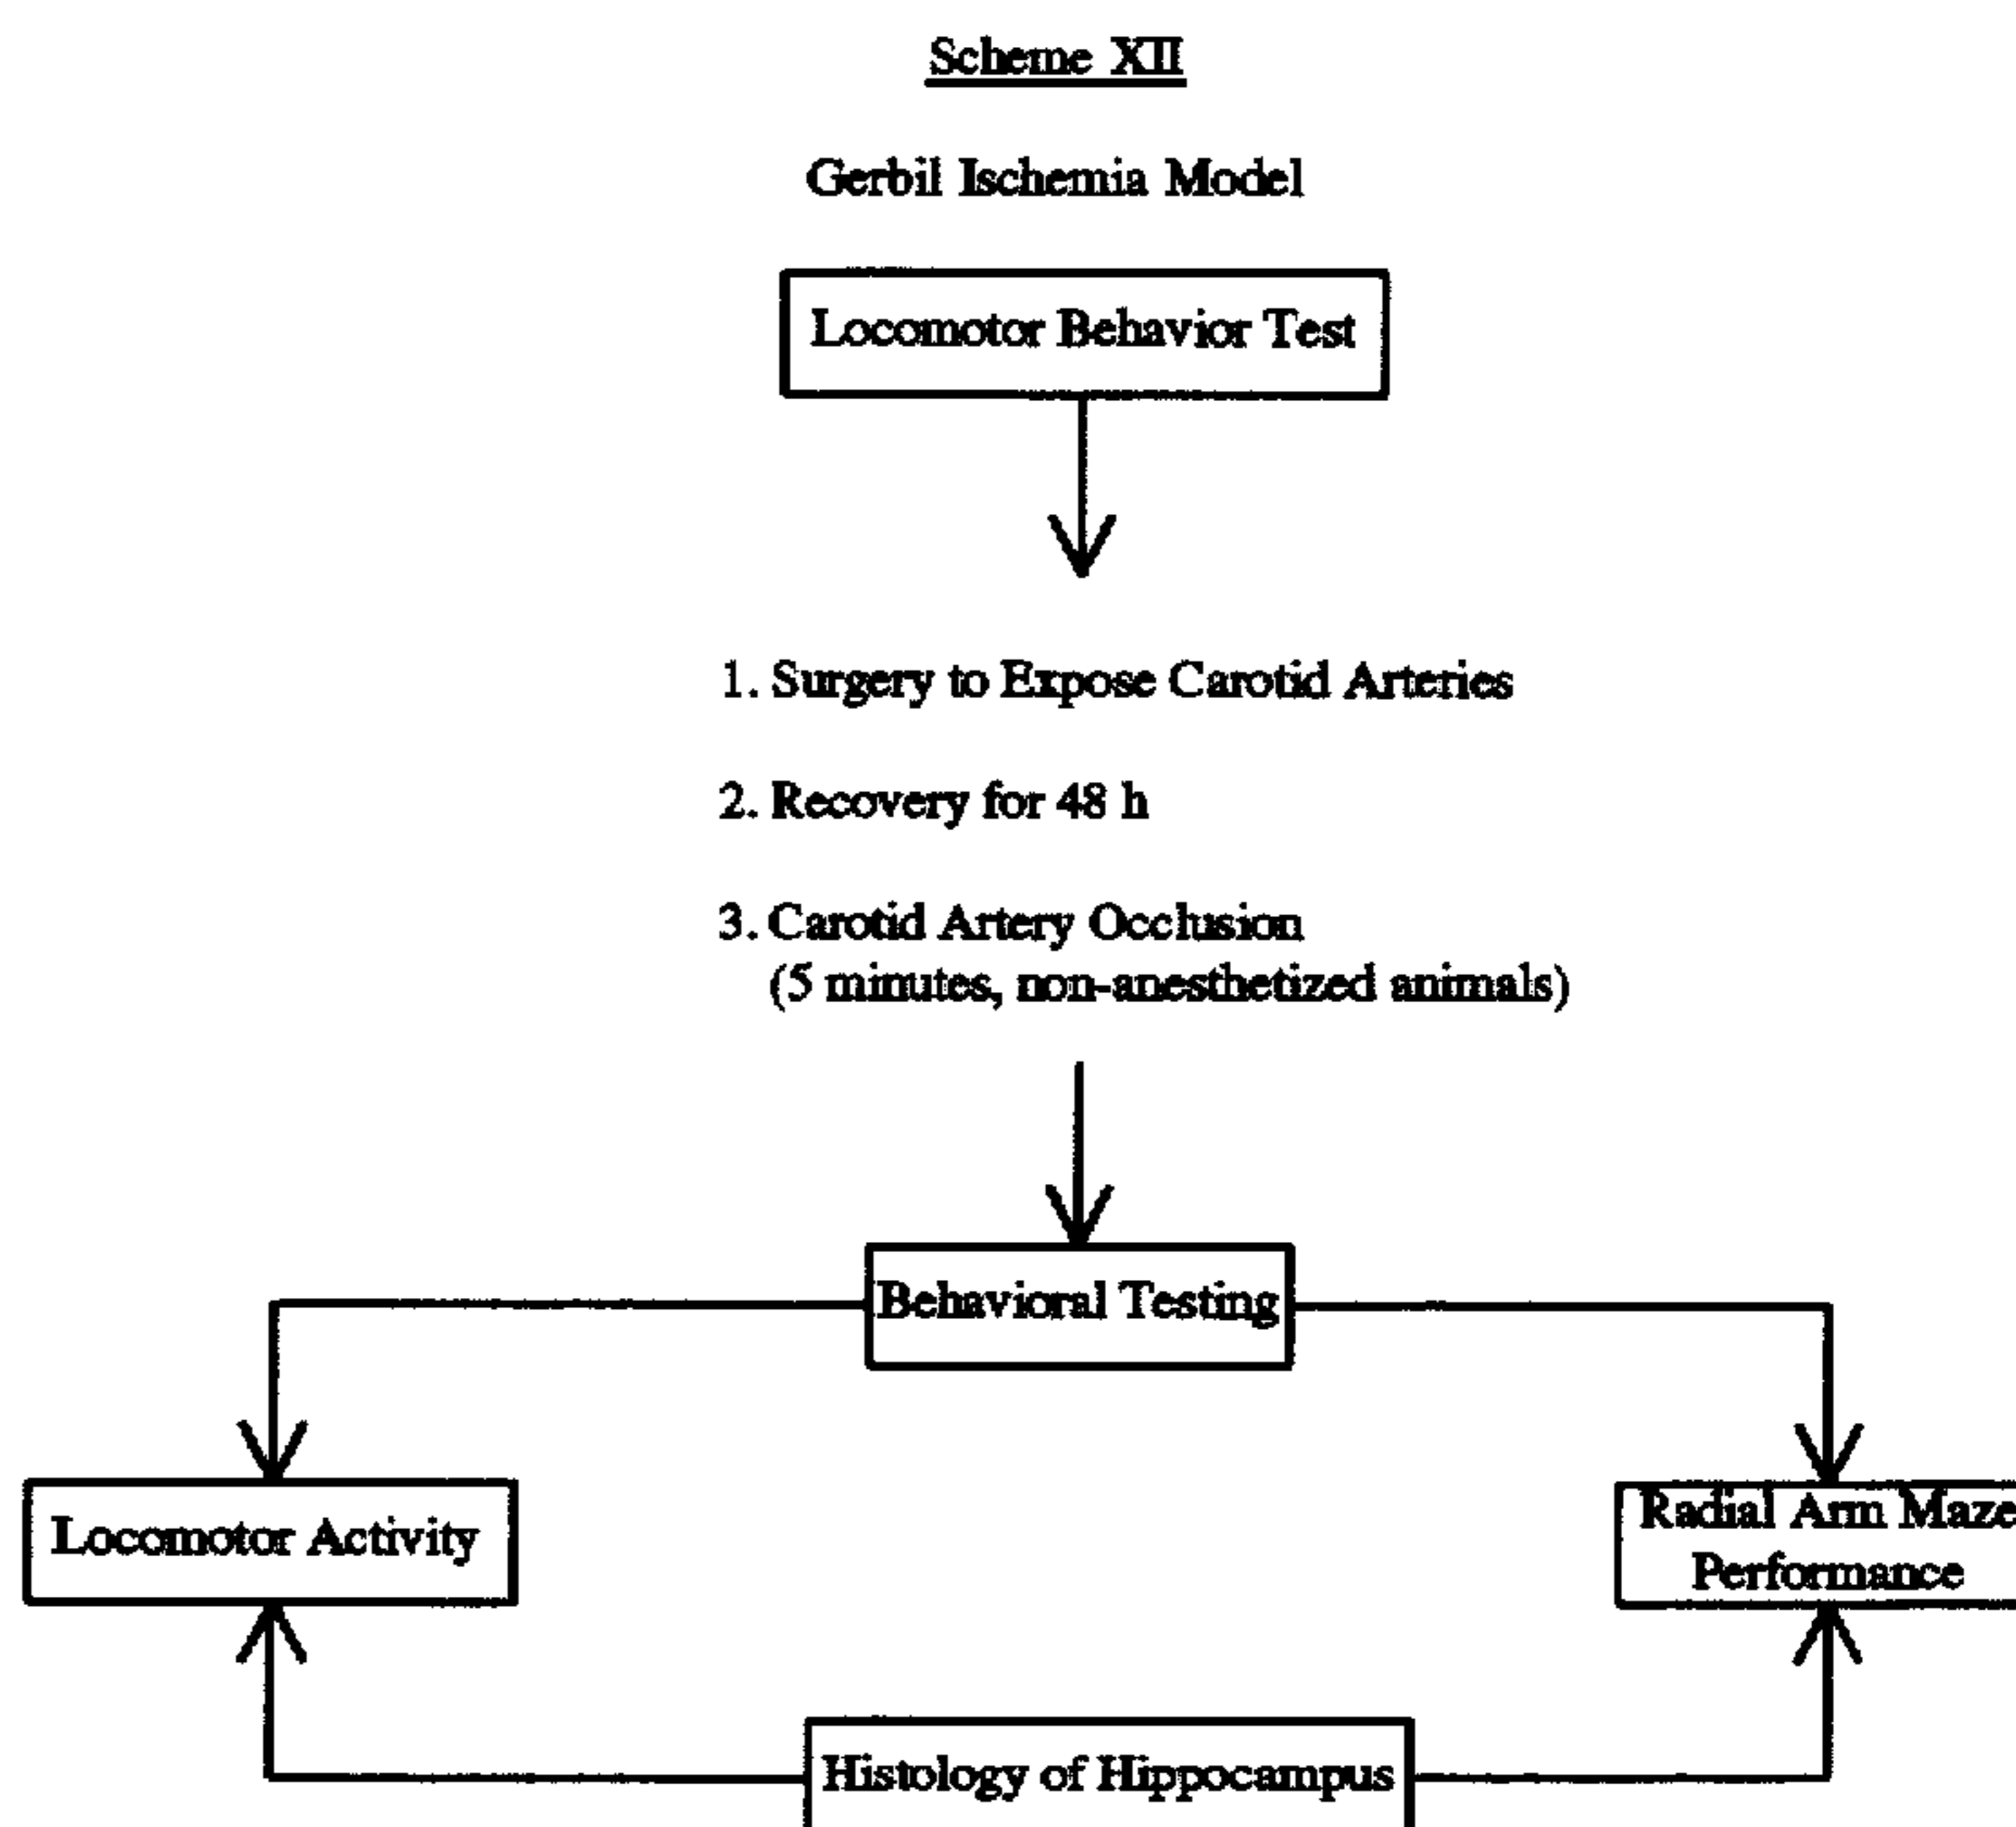 Scheme XII
Gerbil Ischemia Model
Locomotor Behavior Test
1. Surgery to Expose Carotid Arteries
2. Recovery for 48 h
3. Carotid Artery Occlusion
(5 minutes, non-anesthetized animals)
Behavioral Testing
Locomotor Activity
Radial Arm Maze
Performance
Histology of Hippocampus